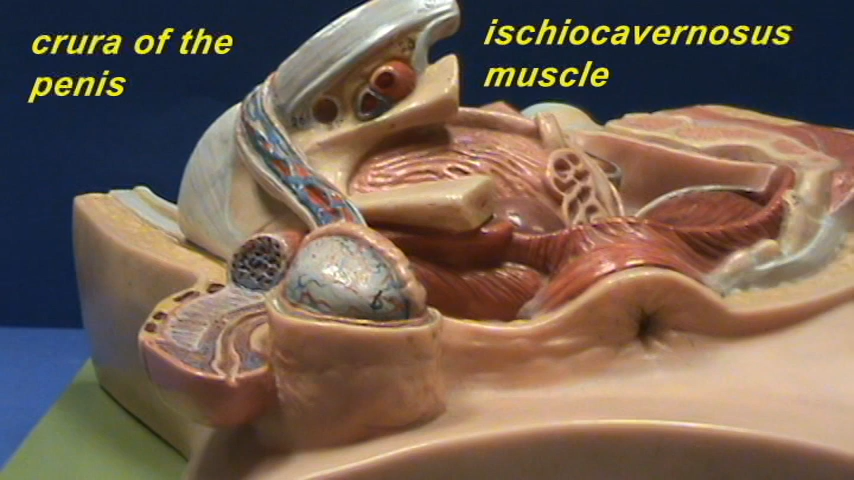 crura of the
penis
ischiocavernosus
muscle